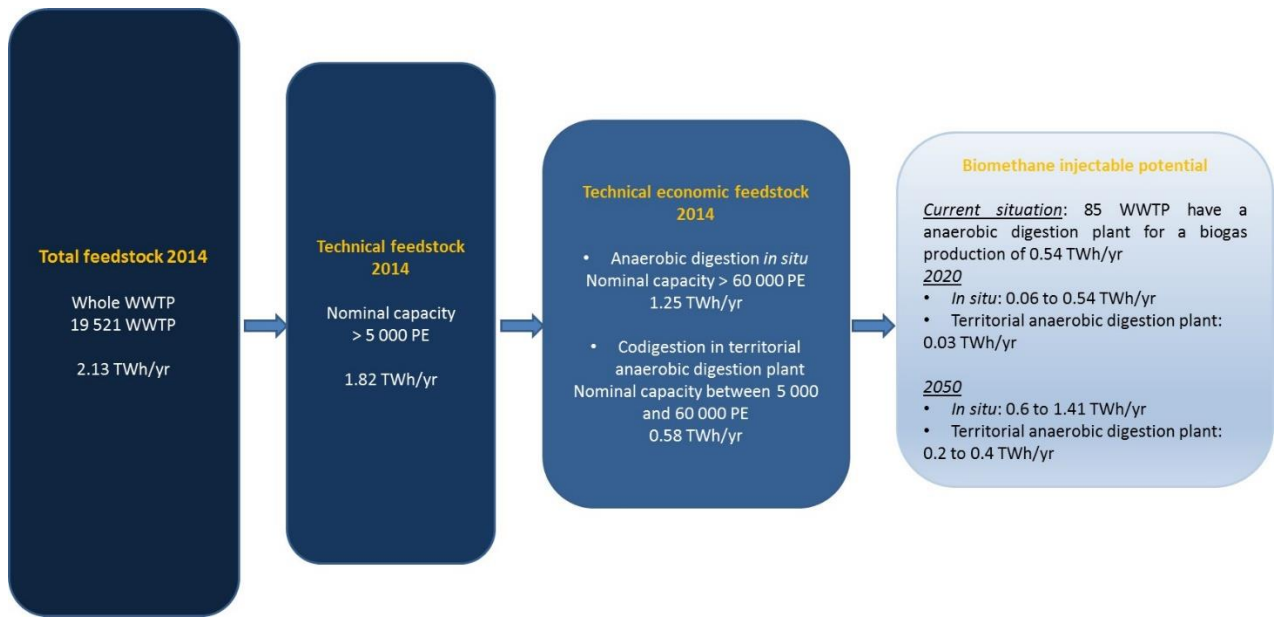 Total feedstock 2014
Whole WWTP
19 521 WWTP
2.13 TWh/yr
Technical feedstock
2014
Nominal capacity
> 5 000 PE
1.82 TWh/yr
Technical economic feedstock
2014
• Anaerobic digestion in situ
Nominal capacity > 60 000 PE
1.25 TWh/yr
• Codigestion in territorial
anaerobic digestion plant
Nominal capacity between 5 000
and 60 000 PE
0.58 TWh/yr
Biomethane injectable potential
Current situation: 85 WWTP have a
anaerobic digestion plant for a biogas
production of 0.54 TWh/yr
2020
• In situ: 0.06 to 0.54 TWh/yr
• Territorial anaerobic digestion plant:
0.03 TWh/yr
2050
• In situ: 0.6 to 1.41 TWh/yr
• Territorial anaerobic digestion plant:
0.2 to 0.4 TWh/yr